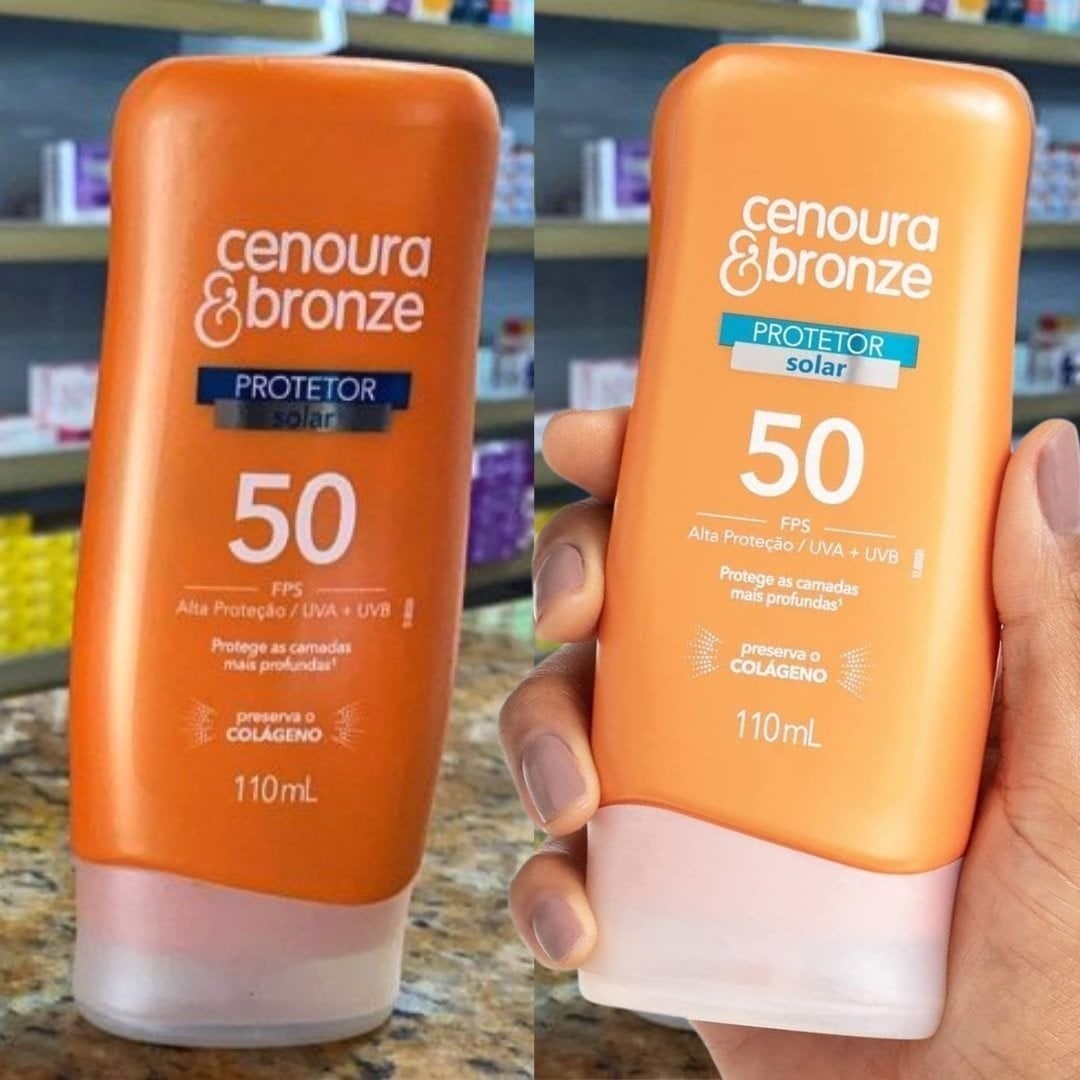 cenoura
&bronze
PROTETOR
solar
50
FPS
Alta Proteção / UVA + UVB
Protege as camadas
mais profundas¹
preserva o
COLÁGENO
110mL
cenoura
&bronze
PROTETOR
solar
50
FPS
Alta Proteção / UVA + UVB
Protege as camadas
mais profundas¹
preserva o
COLÁGENO
110mL